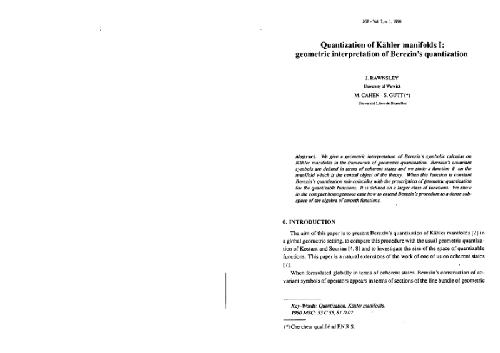 JGP - Vol. 7, n. 1, 1990
Quantization of Kähler manifolds I:
geometric interpretation of Berezin's quantization
J. RAWNSLEY
University of Warwick
M. CAHEN - S. GUTT (*)
Université Libre de Bruxelles
Abstract. We give a geometric interpretation of Berezin's symbolic calculus on
Kähler manifolds in the framework of geometric quantization. Berezin's covariant
symbols are defined in terms of coherent states and we study a function θ on the
manifold which is the central object of the theory. When this function is constant
Berezin's quantization rule coincides with the prescription of geometric quantization
for the quantizable functions. It is defined on a larger class of functions. We show
in the compact homogeneous case how to extend Berezin's procedure to a dense sub-
space of the algebra of smooth functions.
0. INTRODUCTION
The aim of this paper is to present Berezin's quantization of Kähler manifolds [2] in
a global geometric setting, to compare this procedure with the usual geometric quantiza-
tion of Kostant and Souriau [4, 8] and to investigate the size of the space of quantizable
functions. This paper is a natural extension of the work of one of us on coherent states
[7].
When formulated globally in terms of coherent states, Berezin's construction of co-
variant symbols of operators appears in terms of sections of the line bundle of geometric
Key-Words: Quantization, Kähler manifolds.
1980 MSC: 53 C 55, 81
(*) Chercheur qualifié F.N.R.S.